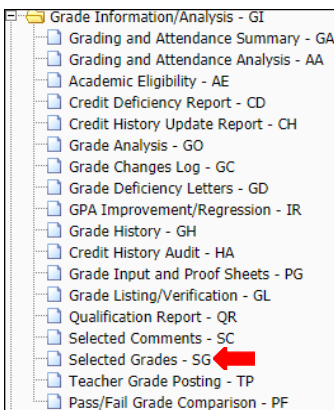 Grade Information/Analysis - GI
Grading and Attendance Summary - GA
Grading and Attendance Analysis - AA
Academic Eligibility - AE
Credit Deficiency Report - CD
Credit History Update Report - CH
Grade Analysis - GO
Grade Changes Log - GC
Grade Deficiency Letters - GD
GPA Improvement/Regression - IR
Grade History - GH
Credit History Audit - HA
Grade Input and Proof Sheets - PG
Grade Listing/Verification - GL
Qualification Report - QR
Selected Comments - SC
Selected Grades - SG
Teacher Grade Posting - TP
Pass/Fail Grade Comparison - PF